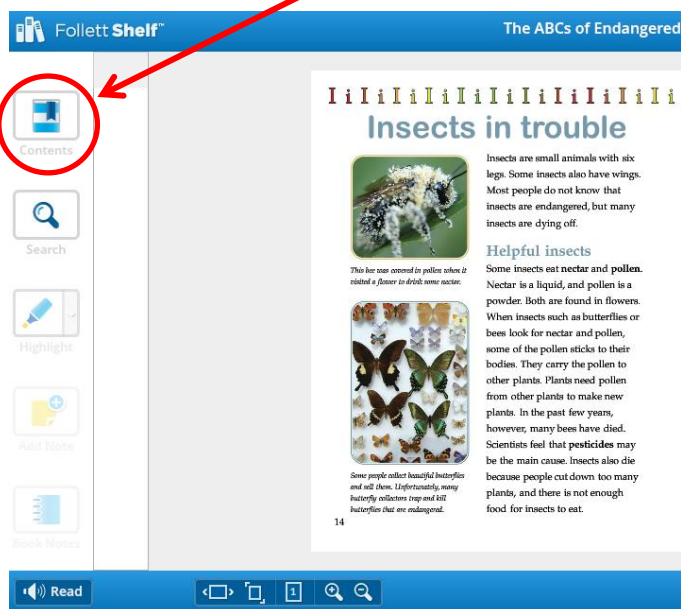 Follett Shelf™
The ABCs of Endangered
Contents
Search
Highlight
Add Note
Book Notes
I i I i I i I i I i I i I i I i I i I i I i
Insects in trouble
This bee was covered in pollen when it
visited a flower to drink some nectar.
Some people collect beautiful butterflies
and sell them. Unfortunately, many
butterfly collectors trap and kill
butterflies that are endangered.
14
Insects are small animals with six
legs. Some insects also have wings.
Most people do not know that
insects are endangered, but many
insects are dying off.
Helpful insects
Some insects eat nectar and pollen.
Nectar is a liquid, and pollen is a
powder. Both are found in flowers.
When insects such as butterflies or
bees look for nectar and pollen,
some of the pollen sticks to their
bodies. They carry the pollen to
other plants. Plants need pollen
from other plants to make new
plants. In the past few years,
however, many bees have died.
Scientists feel that pesticides may
be the main cause. Insects also die
because people cut down too many
plants, and there is not enough
food for insects to eat.
Read
1